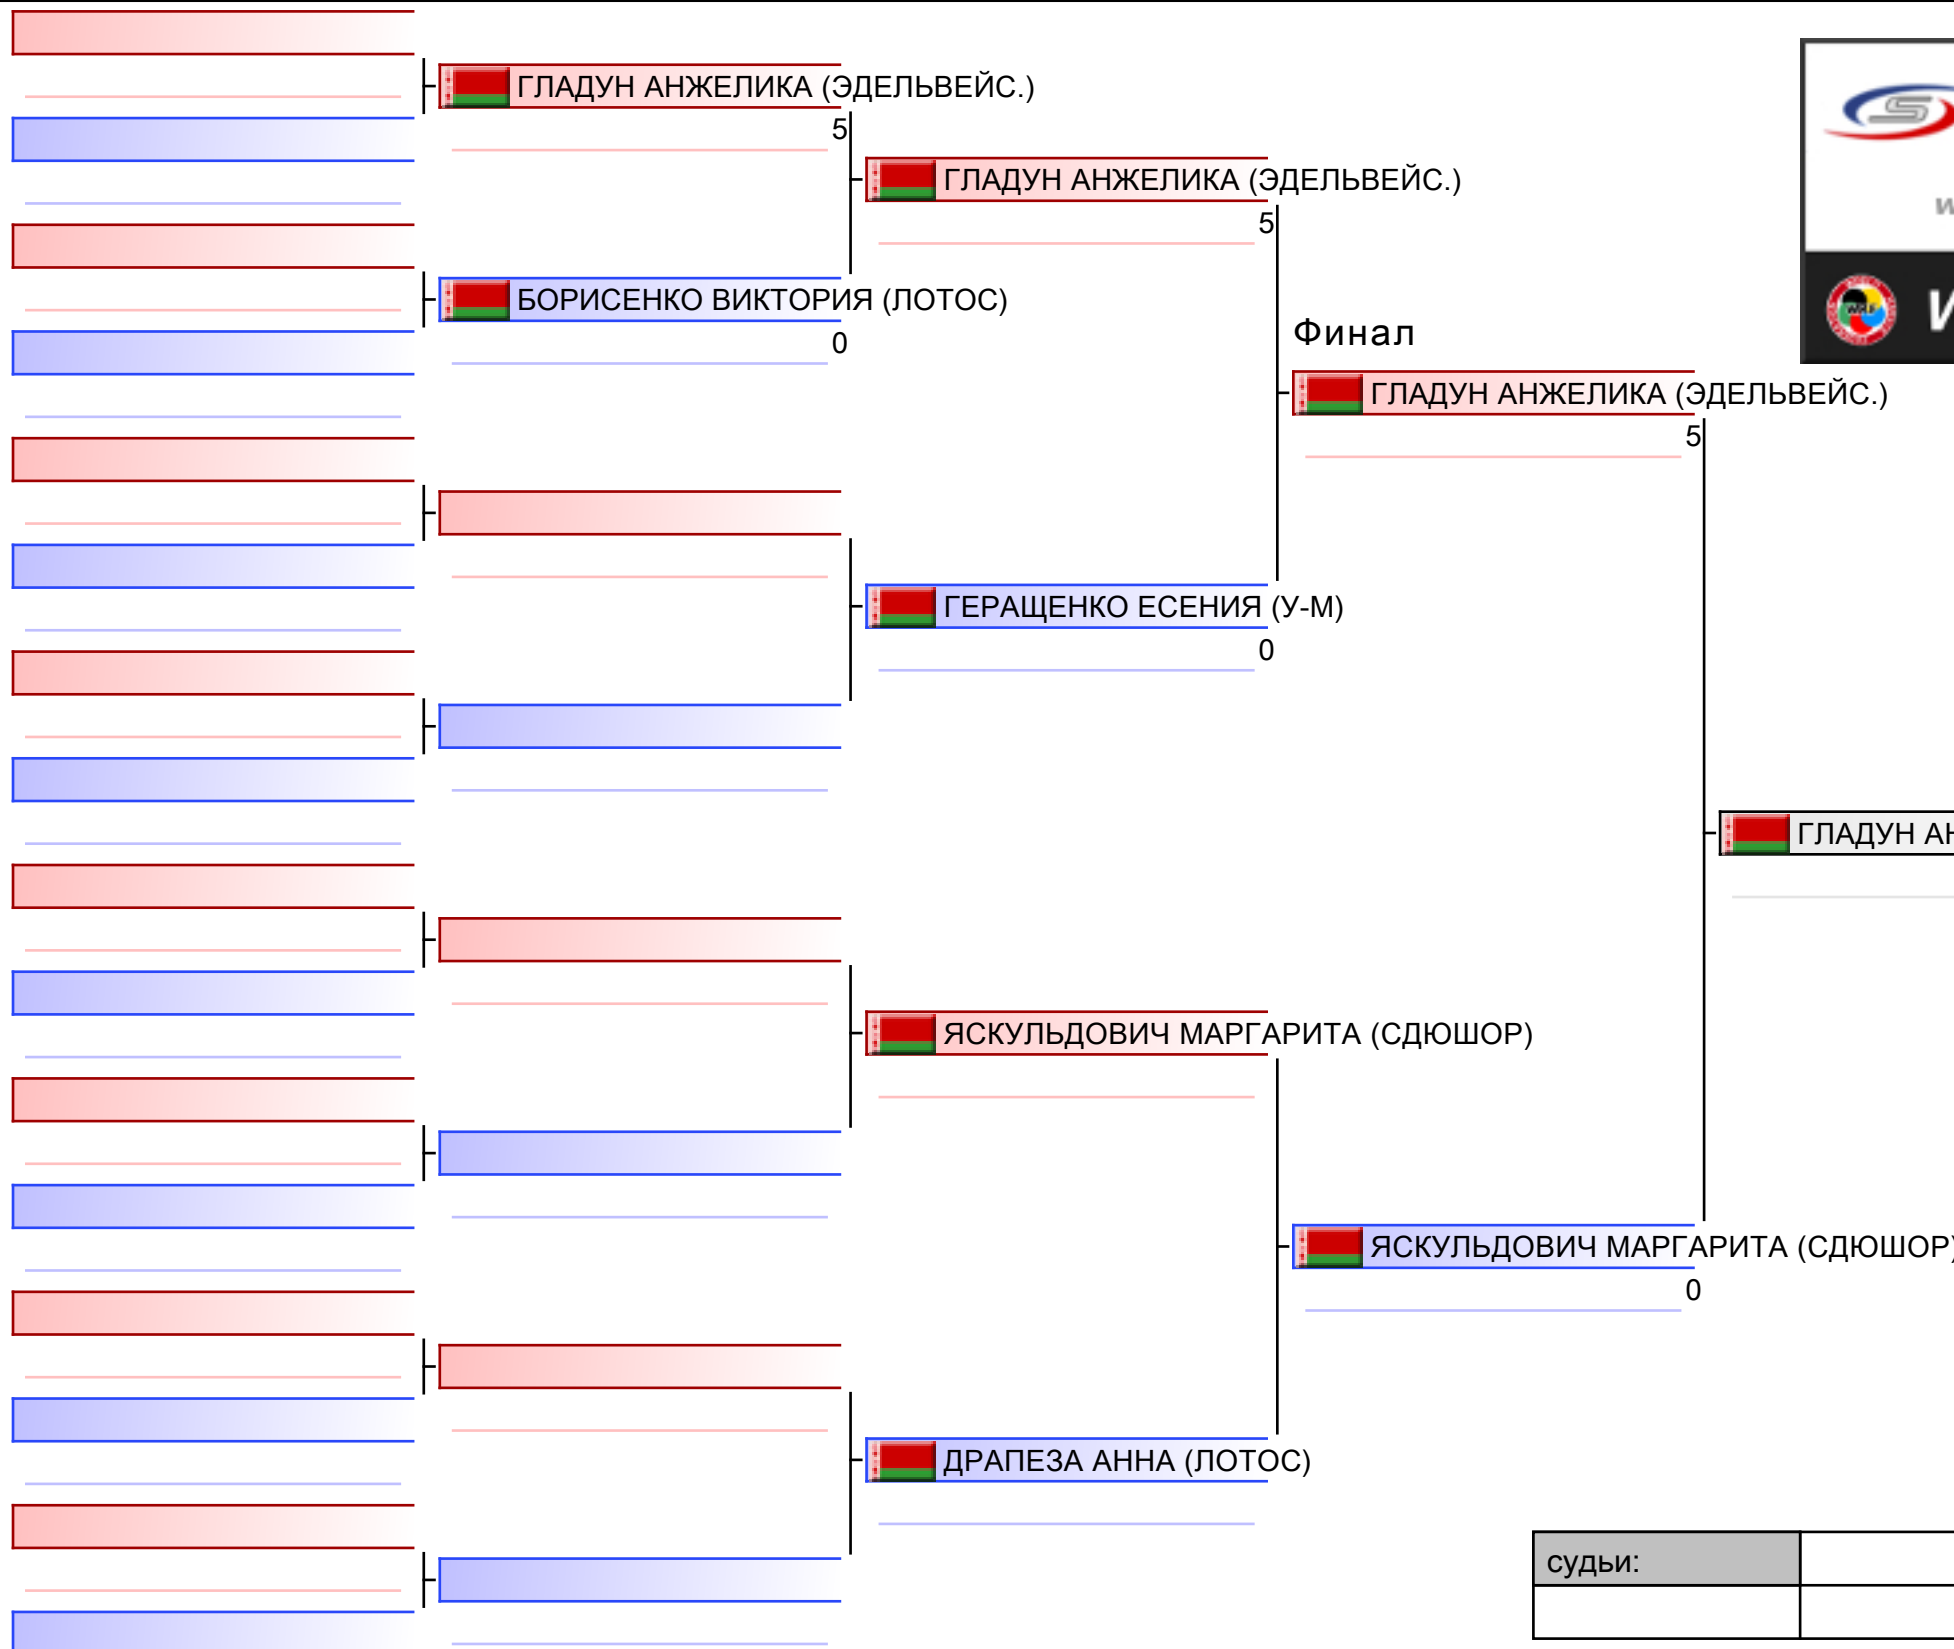 ГЛАДУН АНЖЕЛИКА (ЭДЕЛЬВЕЙС.)
5
ГЛАДУН АНЖЕЛИКА (ЭДЕЛЬВЕЙС.)
5
БОРИСЕНКО ВИКТОРИЯ (ЛОТОС)
0
Финал
ГЛАДУН АНЖЕЛИКА (ЭДЕЛЬВЕЙС.)
5
ГЕРАЩЕНКО ЕСЕНИЯ (У-М)
0
ГЛАДУН
ЯСКУЛЬДОВИЧ МАРГАРИТА (СДЮШОР)
ЯСКУЛЬДОВИЧ МАРГАРИТА (СДЮШОР)
0
ДРАПЕЗА АННА (ЛОТОС)
судьи: